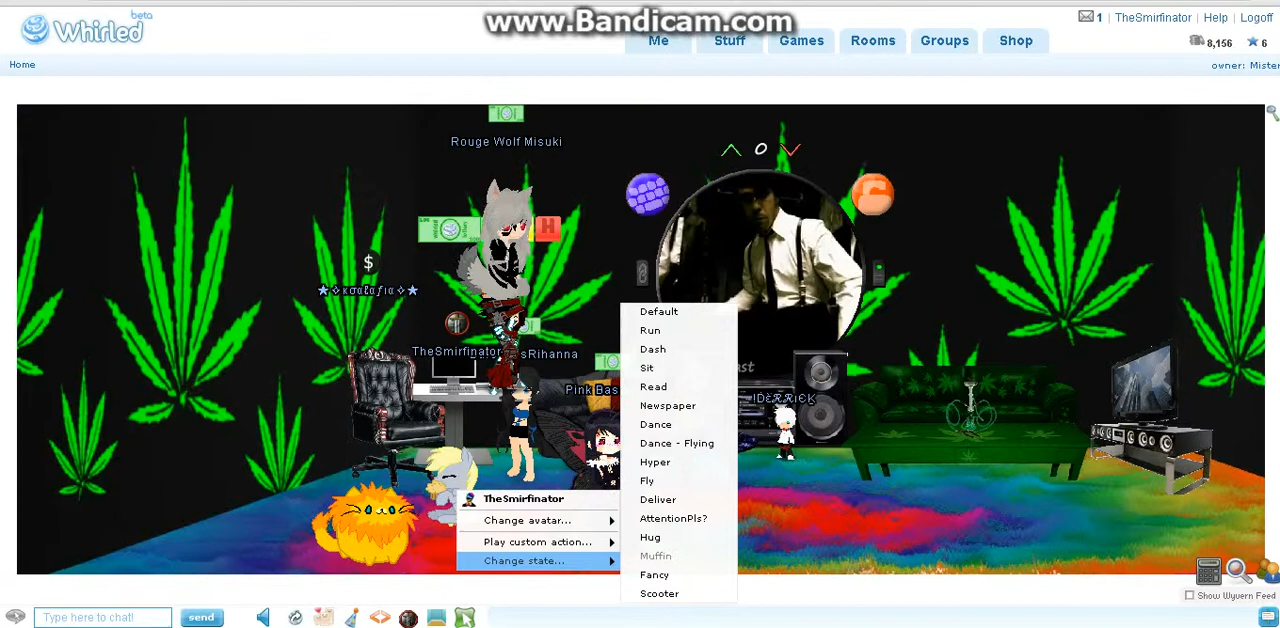 www.Bandicam.com
Whirled beta
1 | TheSmirfinator | Help | Logoff
Me Stuff Games Rooms Groups Shop
8,156 6
Home
owner: Mister
Rouge Wolf Misuki
0
H
$
★✧кσαℓαƒια✧★
TheSmirfinator
sRihanna
Pink Bas
Default
Run
Dash
Sit
Read
Newspaper
Dance
Dance - Flying
Hyper
Fly
Deliver
AttentionPls?
Hug
Muffin
Fancy
Scooter
TheSmirfinator
Change avatar...
Play custom action...
Change state...
Show Wyvern Feed
Type here to chat!
send